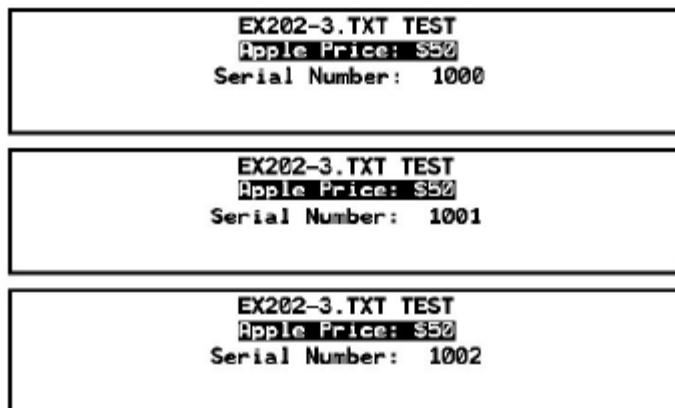 EX202-3.TXT TEST
Apple Price: $50
Serial Number: 1000
EX202-3.TXT TEST
Apple Price: $50
Serial Number: 1001
EX202-3.TXT TEST
Apple Price: $50
Serial Number: 1002